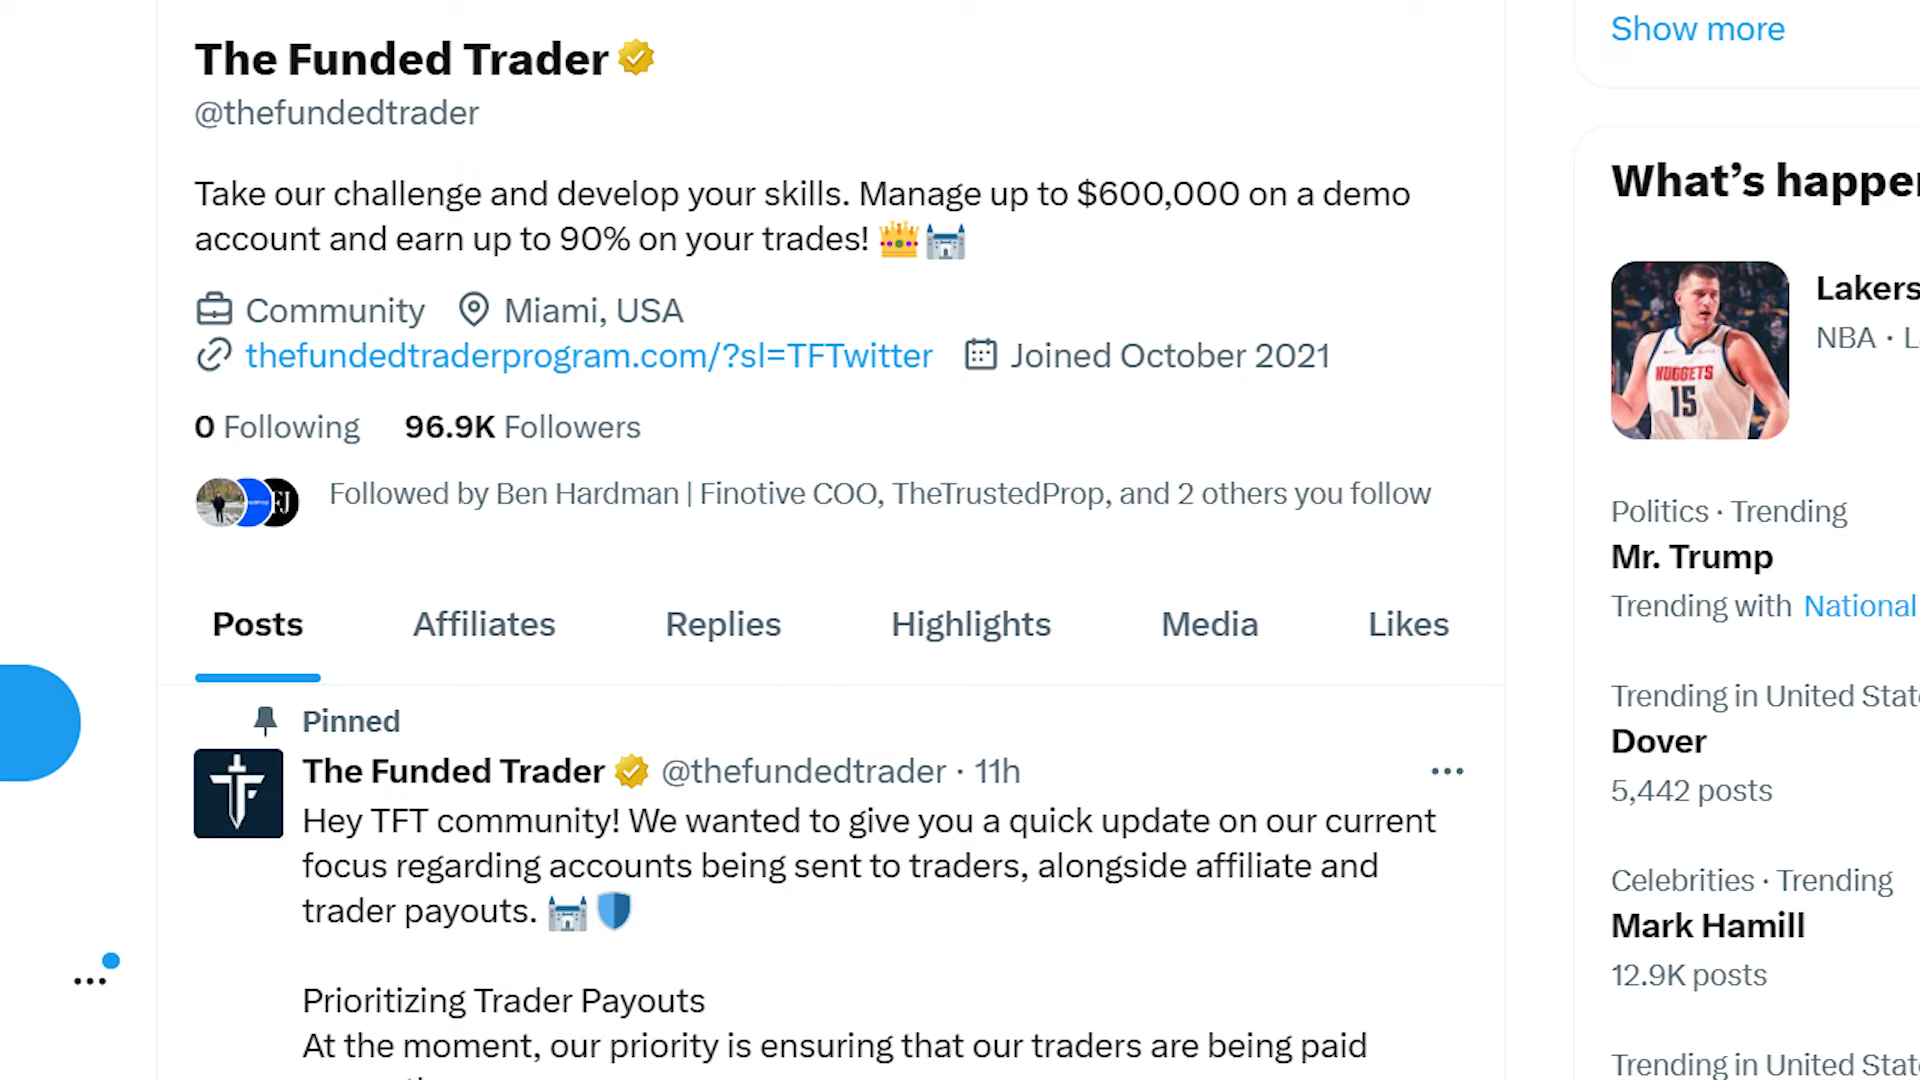 The Funded Trader
@thefundedtrader
Take our challenge and develop your skills. Manage up to $600,000 on a demo
account and earn up to 90% on your trades! 👑🏰
Community Miami, USA
thefundedtraderprogram.com/?sl=TFTwitter Joined October 2021
0 Following 96.9K Followers
FJ
Followed by Ben Hardman | Finotive COO, TheTrustedProp, and 2 others you follow
Posts Affiliates Replies Highlights Media Likes
Pinned
The Funded Trader @thefundedtrader · 11h
Hey TFT community! We wanted to give you a quick update on our current
focus regarding accounts being sent to traders, alongside affiliate and
trader payouts. 🏰🛡️
Prioritizing Trader Payouts
At the moment, our priority is ensuring that our traders are being paid
Show more
What's happe
NUGGETS
15
Lakers
NBA · L
Politics · Trending
Mr. Trump
Trending with National
Trending in United State
Dover
5,442 posts
Celebrities · Trending
Mark Hamill
12.9K posts
Trending in United State